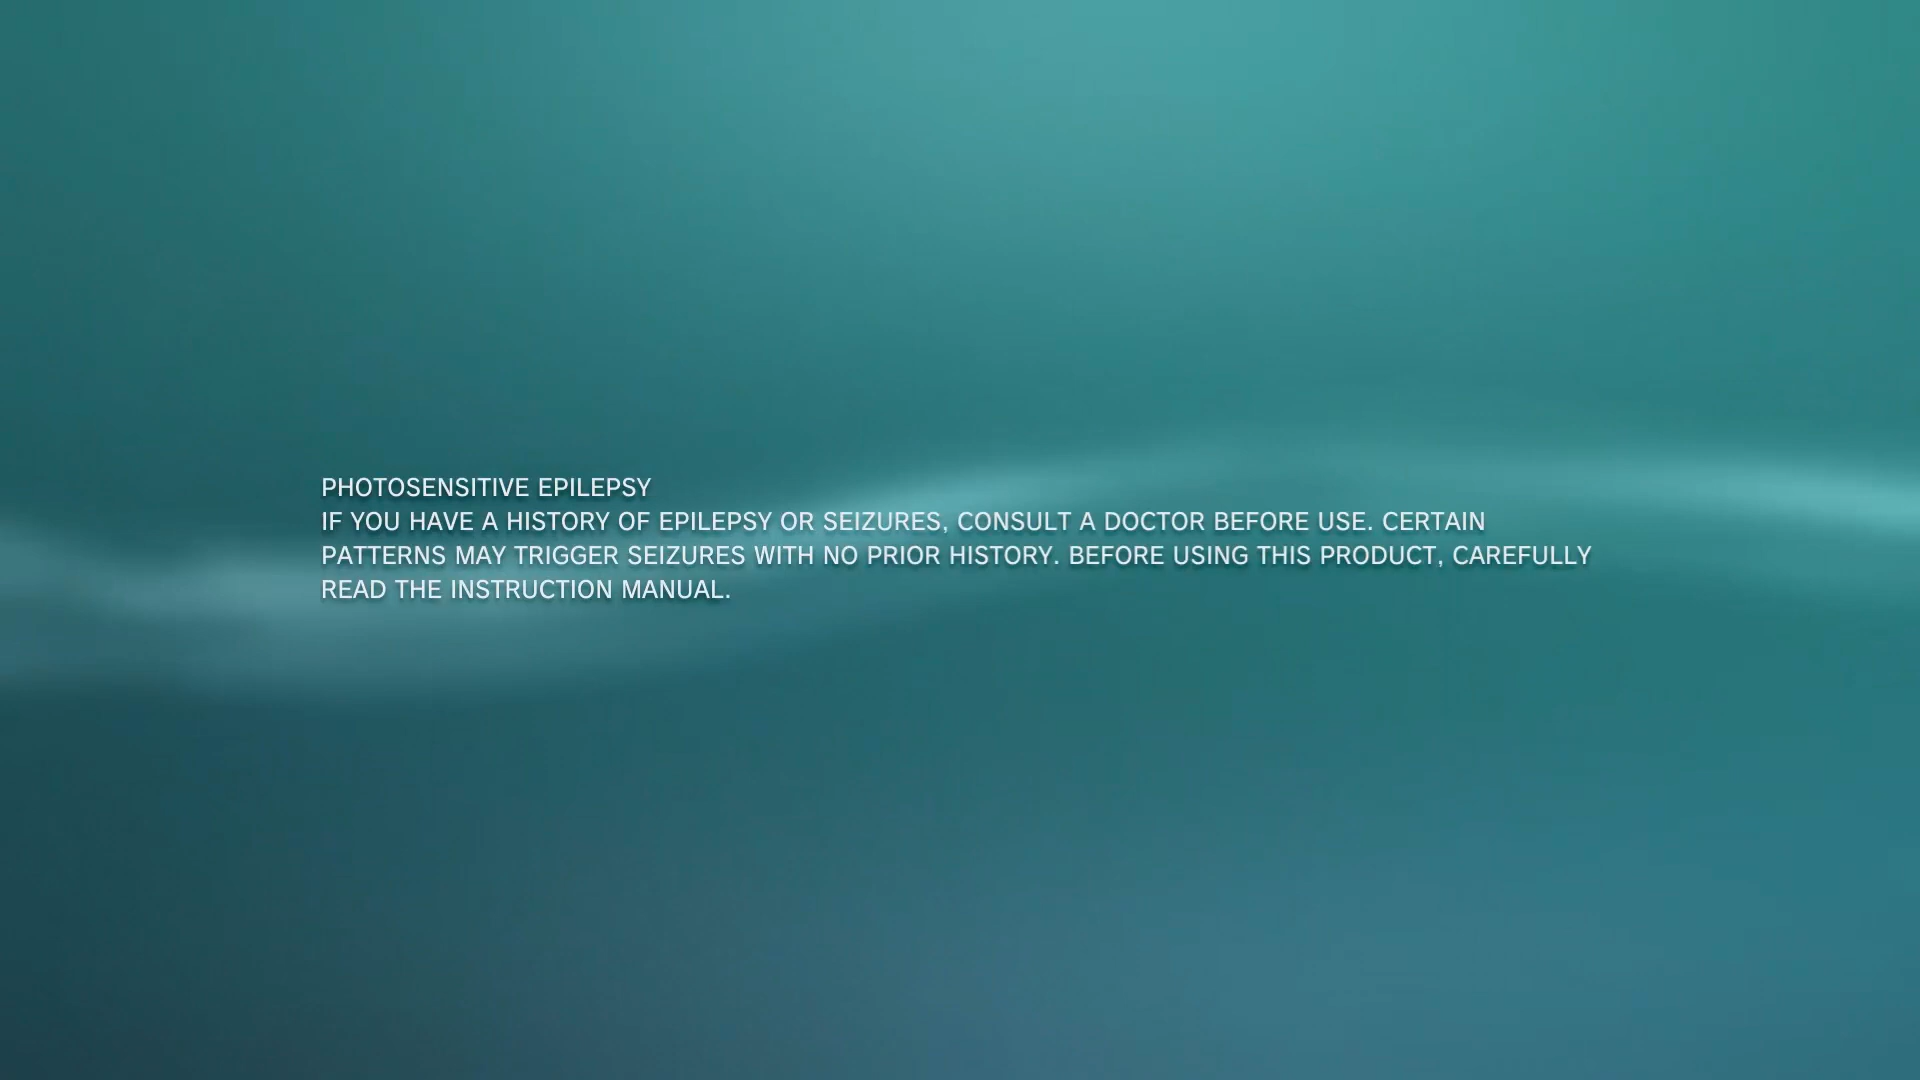 PHOTOSENSITIVE EPILEPSY
IF YOU HAVE A HISTORY OF EPILEPSY OR SEIZURES, CONSULT A DOCTOR BEFORE USE. CERTAIN
PATTERNS MAY TRIGGER SEIZURES WITH NO PRIOR HISTORY. BEFORE USING THIS PRODUCT, CAREFULLY
READ THE INSTRUCTION MANUAL.